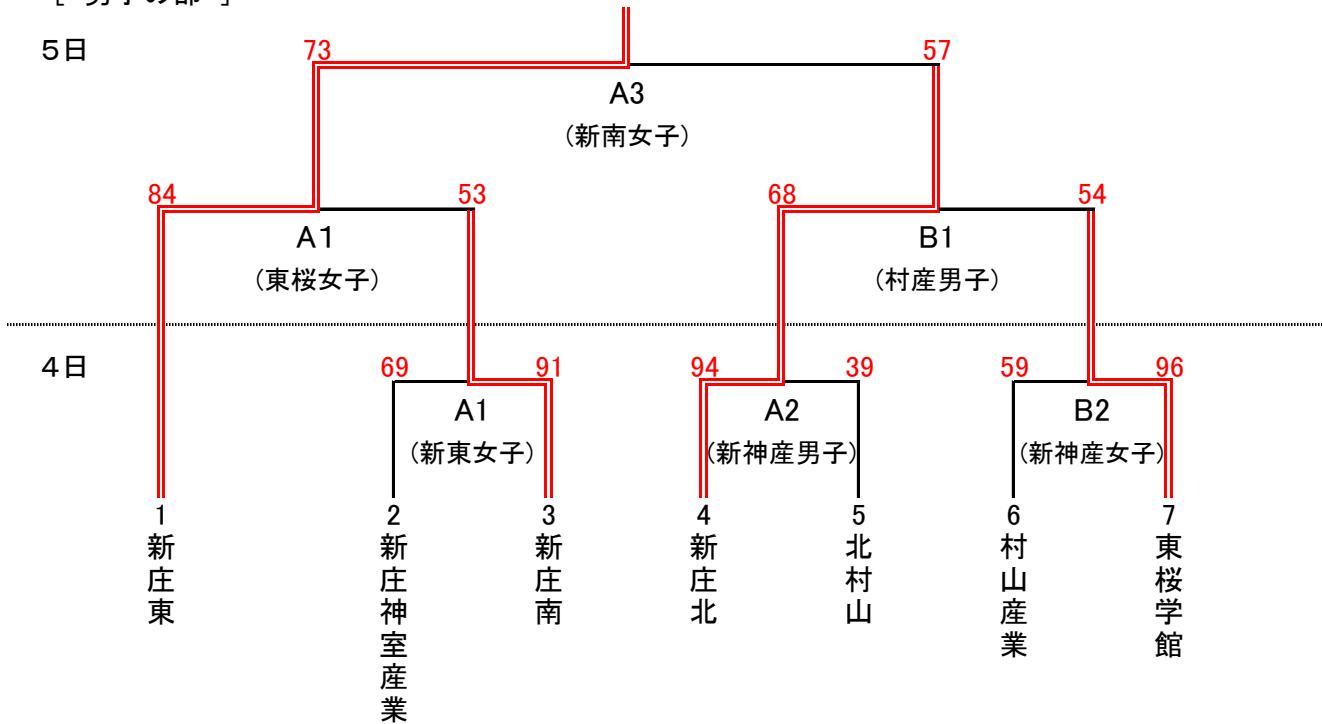 ［ 男子の部 ］
5日
73
57
A3
（新南女子）
84
53
68
54
A1
（東桜女子）
B1
（村産男子）
4日
69
91
94
39
59
96
A1
（新東女子）
A2
（新神産男子）
B2
（新神産女子）
1
新庄東
2
新庄神室産業
3
新庄南
4
新庄北
5
北村山
6
村山産業
7
東桜学館